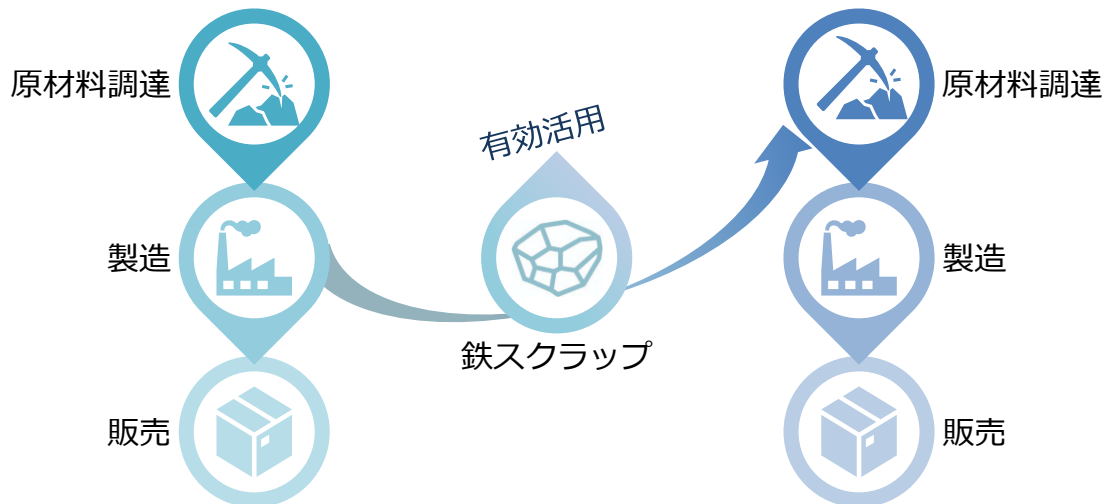 原材料調達
製造
販売
有効活用
鉄スクラップ
原材料調達
製造
販売